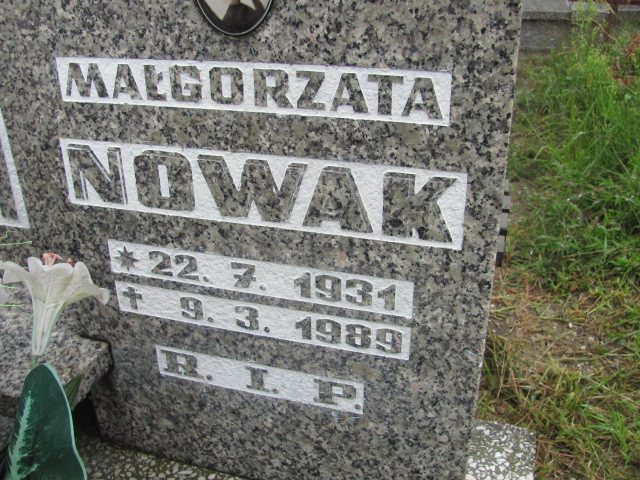 MAŁGORZATA
NOWAK
* 22. 7. 1931
† 9. 3. 1989
R. I. P.